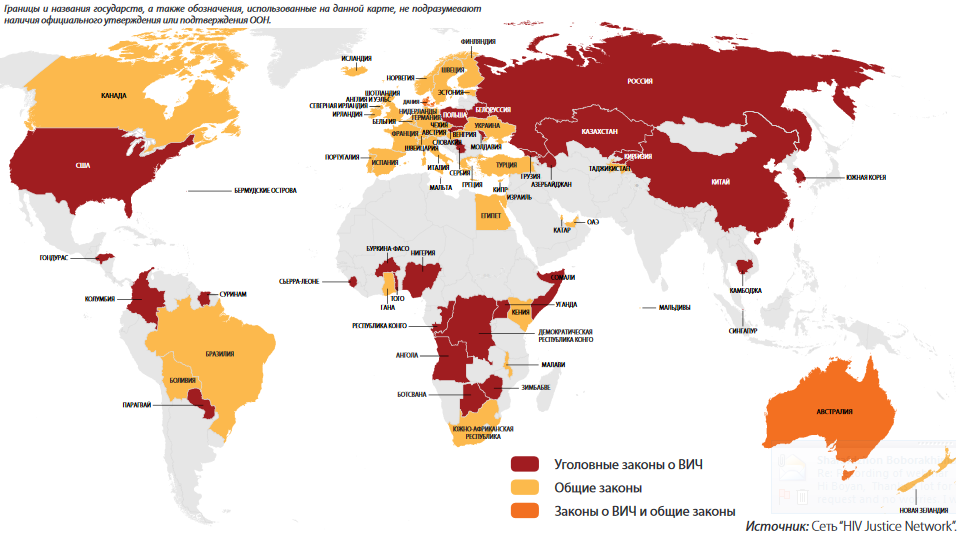 Границы и названия государств, а также обозначения, использованные на данной карте, не подразумевают
наличия официального утверждения или подтверждения ООН.
ФИНЛЯНДИЯ
ИСЛАНДИЯ
ШВЕЦИЯ
НОРВЕГИЯ
РОССИЯ
КАНАДА
ШОТЛАНДИЯ
ЭСТОНИЯ
АНГЛИЯ И УЭЛЬС
ДАНИЯ
СЕВЕРНАЯ ИРЛАНДИЯ
НИДЕРЛАНДЫ
БЕЛОРУССИЯ
ИРЛАНДИЯ
ГЕРМАНИЯ
ПОЛЬША
БЕЛЬГИЯ
ЧЕХИЯ
УКРАИНА
ФРАНЦИЯ
АВСТРИЯ
ВЕНГРИЯ
КАЗАХСТАН
СЛОВАКИЯ
МОЛДАВИЯ
ШВЕЙЦАРИЯ
ПОРТУГАЛИЯ
ИСПАНИЯ
ИТАЛИЯ
СЕРБИЯ
ТУРЦИЯ
ГРУЗИЯ
КИРГИЗИЯ
ТАДЖИКИСТАН
США
МАЛЬТА
ГРЕЦИЯ
КИПР
АЗЕРБАЙДЖАН
КИТАЙ
ЮЖНАЯ КОРЕЯ
БЕРМУДСКИЕ ОСТРОВА
ИЗРАИЛЬ
ЕГИПЕТ
ОАЭ
КАТАР
ГОНДУРАС
БУРКИНА ФАСО
НИГЕРИЯ
СЬЕРРА-ЛЕОНЕ
СОМАЛИ
КАМБОДЖА
КОЛУМБИЯ
СУРИНАМ
ТОГО
ГАНА
УГАНДА
МАЛЬДИВЫ
КЕНИЯ
РЕСПУБЛИКА КОНГО
ДЕМОКРАТИЧЕСКАЯ
РЕСПУБЛИКА КОНГО
СИНГАПУР
БРАЗИЛИЯ
АНГОЛА
МАЛАВИ
БОЛИВИЯ
ЗИМБАБВЕ
БОТСВАНА
ПАРАГВАЙ
АВСТРАЛИЯ
ЮЖНО-АФРИКАНСКАЯ
РЕСПУБЛИКА
Уголовные законы о ВИЧ
Общие законы
Законы о ВИЧ и общие законы
НОВАЯ ЗЕЛАНДИЯ
Источник: Сеть “HIV Justice Network”.